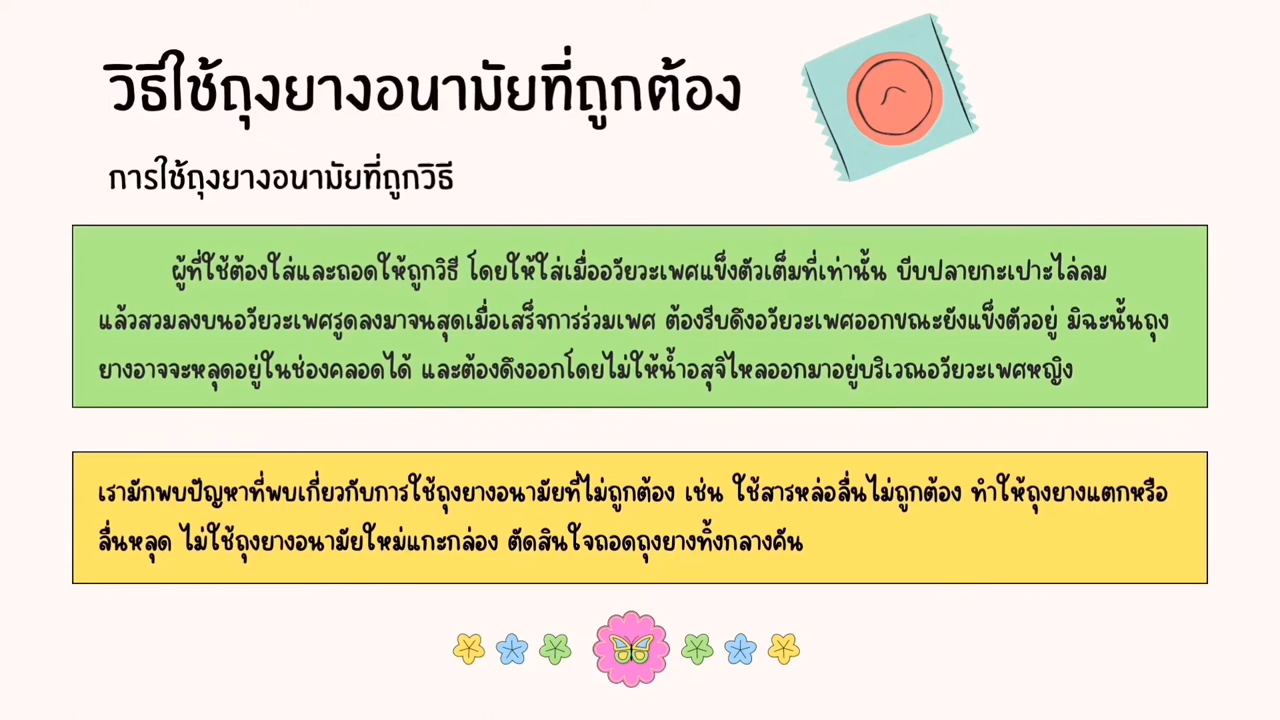 วิธีใช้ถุงยางอนามัยที่ถูกต้อง
การใช้ถุงยางอนามัยที่ถูกวิธี
ผู้ที่ใช้ต้องใส่และถอดให้ถูกวิธี โดยให้ใส่เมื่ออวัยวะเพศแข็งตัวเต็มที่เท่านั้น บีบปลายกะเปาะไล่ลม
แล้วสวมลงบนอวัยวะเพศรูดลงมาจนสุดเมื่อเสร็จการร่วมเพศ ต้องรีบดึงอวัยวะเพศออกขณะยังแข็งตัวอยู่ มิฉะนั้นถุง
ยางอาจจะหลุดอยู่ในช่องคลอดได้ และต้องดึงออกโดยไม่ให้น้ำอสุจิไหลออกมาอยู่บริเวณอวัยวะเพศหญิง
เรามักพบปัญหาที่พบเกี่ยวกับการใช้ถุงยางอนามัยที่ไม่ถูกต้อง เช่น ใช้สารหล่อลื่นไม่ถูกต้อง ทำให้ถุงยางแตกหรือ
ลื่นหลุด ไม่ใช้ถุงยางอนามัยใหม่แกะกล่อง ตัดสินใจถอดถุงยางทิ้งกลางคัน